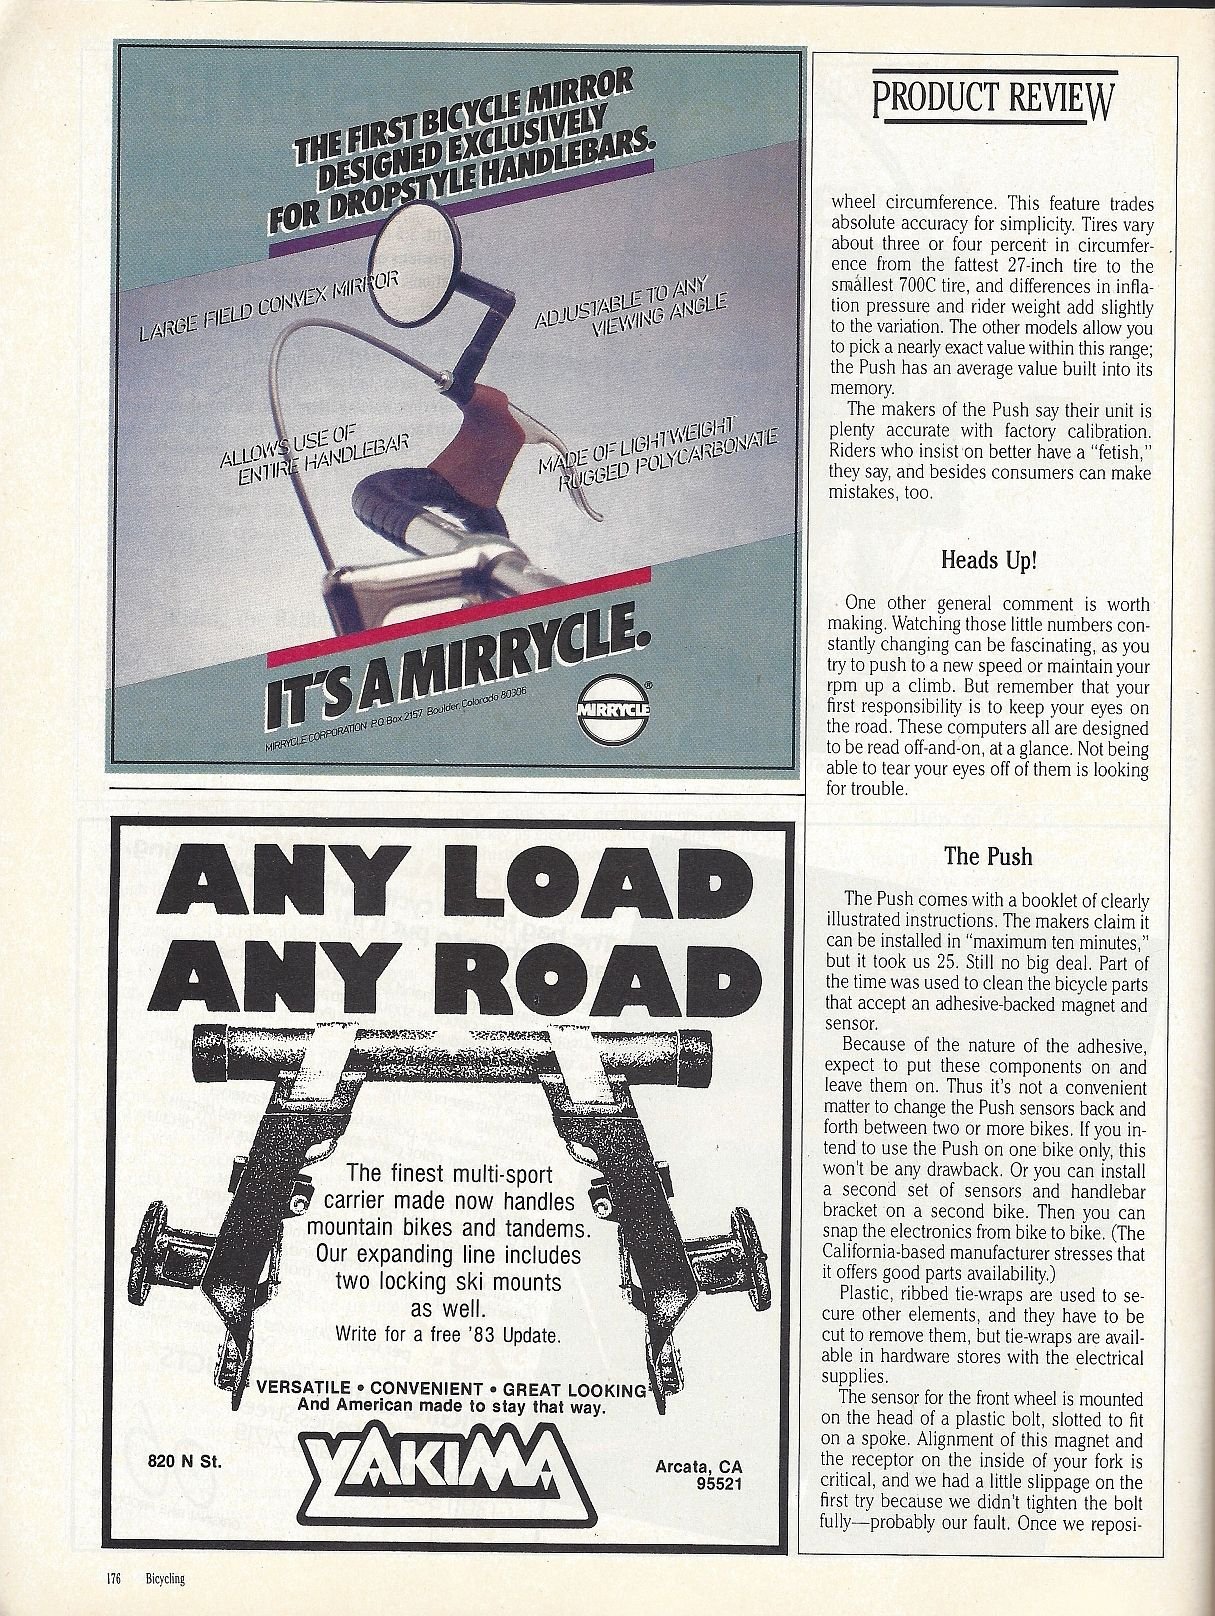 THE FIRST BICYCLE MIRROR
DESIGNED EXCLUSIVELY
FOR DROPSTYLE HANDLEBARS.
LARGE FIELD CONVEX MIRROR
ADJUSTABLE TO ANY
VIEWING ANGLE
ALLOWS USE OF
ENTIRE HANDLEBAR
MADE OF LIGHTWEIGHT
RUGGED POLYCARBONATE
IT'S A MIRRYCLE.
MIRRYCLE CORPORATION P.O. Box 2157 Boulder, Colorado 80306
MIRRYCLE®
ANY LOAD
ANY ROAD
The finest multi-sport
carrier made now handles
mountain bikes and tandems.
Our expanding line includes
two locking ski mounts
as well.
Write for a free '83 Update.
VERSATILE • CONVENIENT • GREAT LOOKING
And American made to stay that way.
820 N St.
YAKIMA
Arcata, CA
95521
PRODUCT REVIEW
wheel circumference. This feature trades
absolute accuracy for simplicity. Tires vary
about three or four percent in circumfer-
ence from the fattest 27-inch tire to the
smallest 700C tire, and differences in infla-
tion pressure and rider weight add slightly
to the variation. The other models allow you
to pick a nearly exact value within this range;
the Push has an average value built into its
memory.
The makers of the Push say their unit is
plenty accurate with factory calibration.
Riders who insist on better have a "fetish,"
they say, and besides consumers can make
mistakes, too.
Heads Up!
One other general comment is worth
making. Watching those little numbers con-
stantly changing can be fascinating, as you
try to push to a new speed or maintain your
rpm up a climb. But remember that your
first responsibility is to keep your eyes on
the road. These computers all are designed
to be read off-and-on, at a glance. Not being
able to tear your eyes off of them is looking
for trouble.
The Push
The Push comes with a booklet of clearly
illustrated instructions. The makers claim it
can be installed in "maximum ten minutes,"
but it took us 25. Still no big deal. Part of
the time was used to clean the bicycle parts
that accept an adhesive-backed magnet and
sensor.
Because of the nature of the adhesive,
expect to put these components on and
leave them on. Thus it's not a convenient
matter to change the Push sensors back and
forth between two or more bikes. If you in-
tend to use the Push on one bike only, this
won't be any drawback. Or you can install
a second set of sensors and handlebar
bracket on a second bike. Then you can
snap the electronics from bike to bike. (The
California-based manufacturer stresses that
it offers good parts availability.)
Plastic, ribbed tie-wraps are used to se-
cure other elements, and they have to be
cut to remove them, but tie-wraps are avail-
able in hardware stores with the electrical
supplies.
The sensor for the front wheel is mounted
on the head of a plastic bolt, slotted to fit
on a spoke. Alignment of this magnet and
the receptor on the inside of your fork is
critical, and we had a little slippage on the
first try because we didn't tighten the bolt
fully—probably our fault. Once we reposi-
176 Bicycling